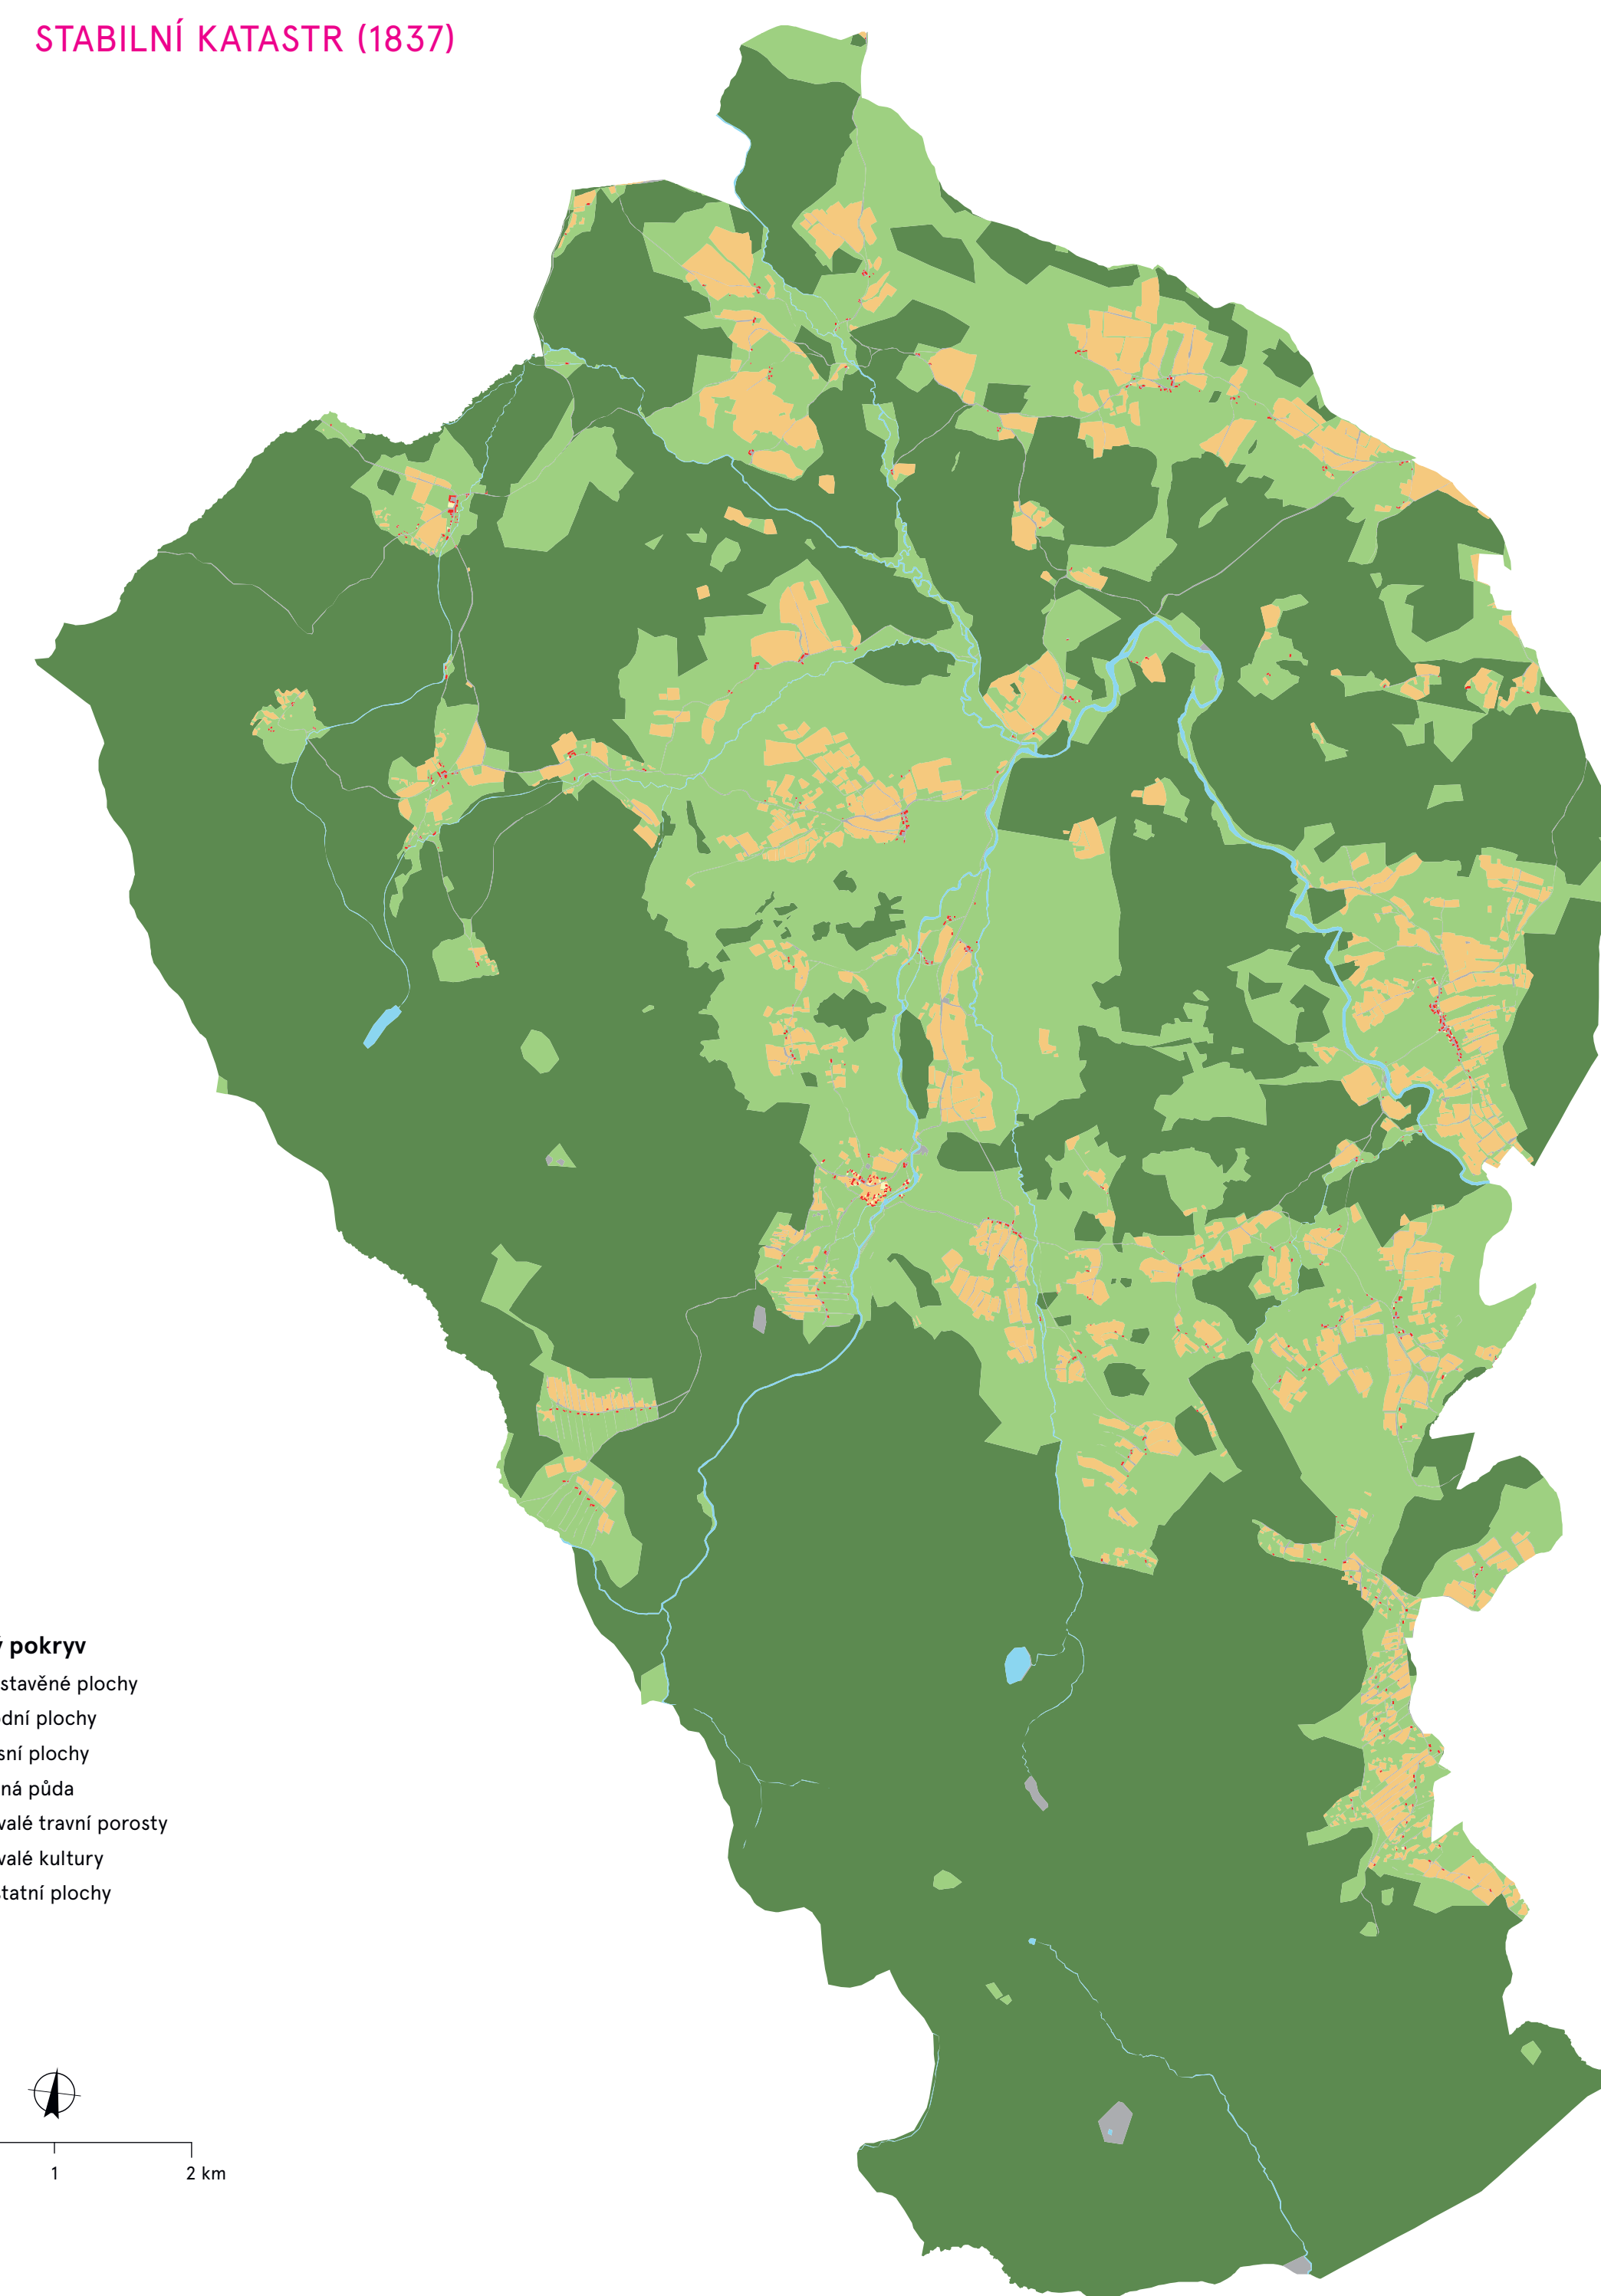 STABILNÍ KATASTR (1837)
ý pokryv
stavěné plochy
odní plochy
sní plochy
ná půda
valé travní porosty
valé kultury
tatní plochy
1 2 km